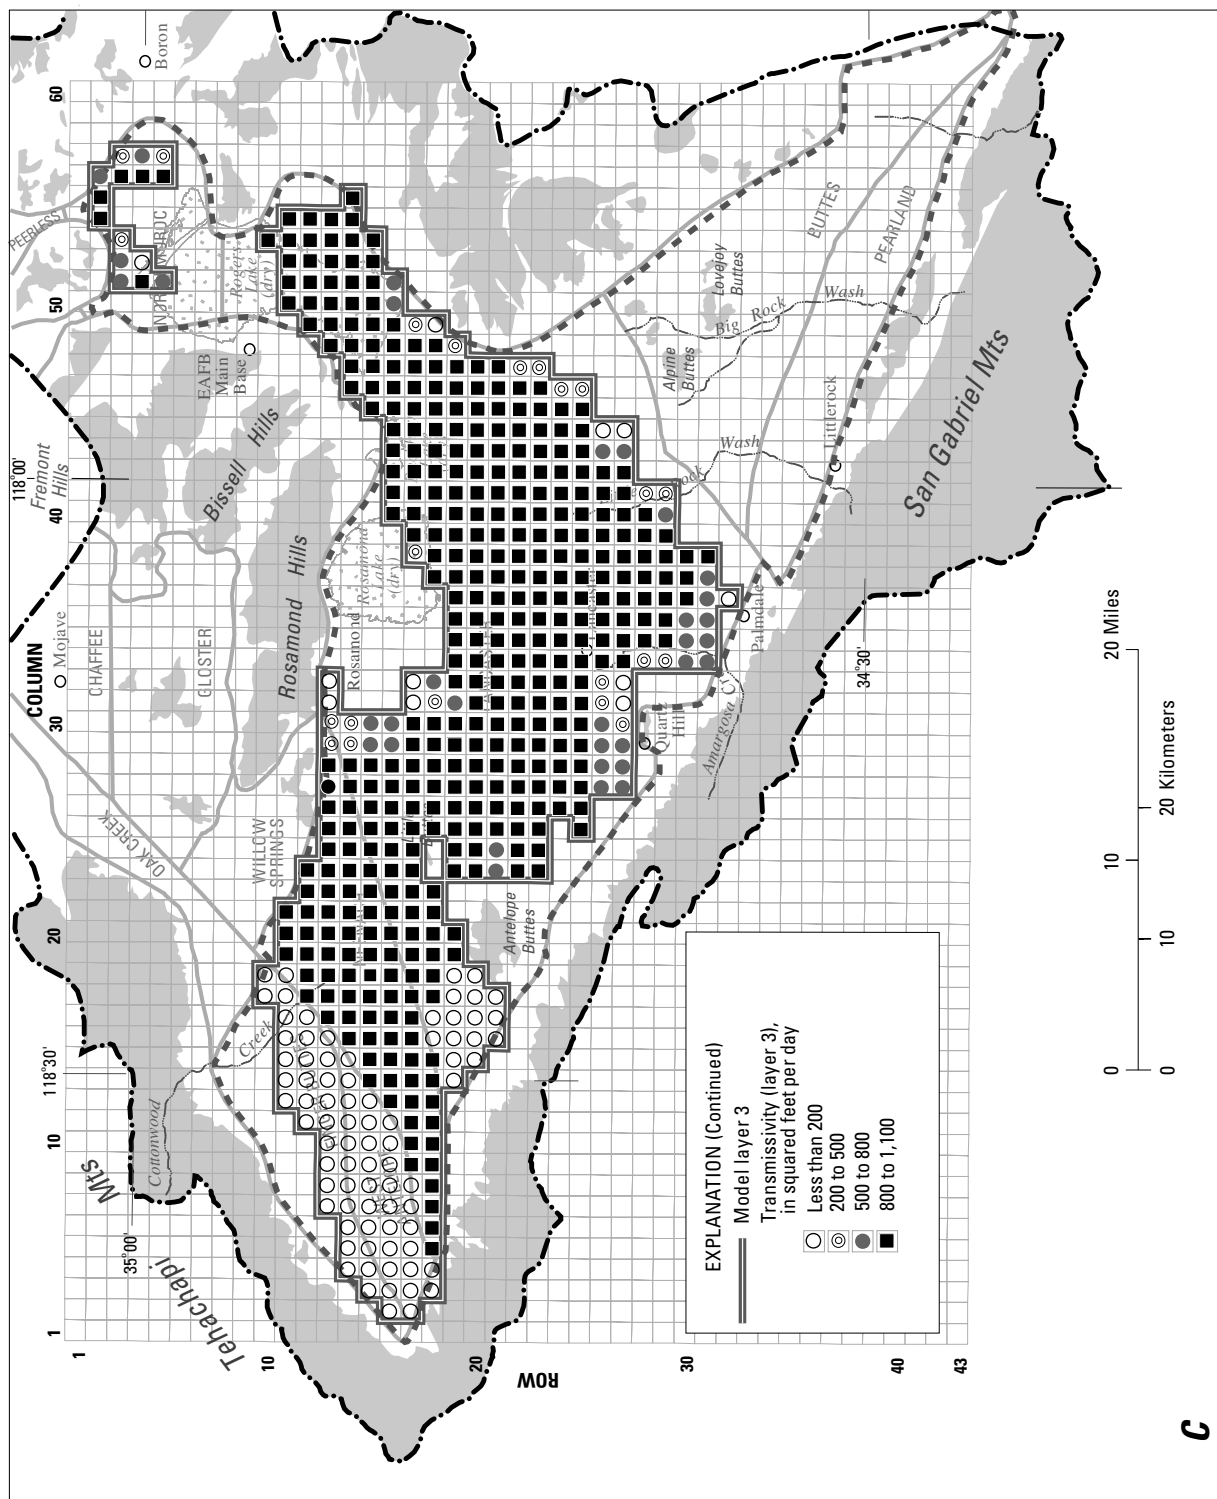 COLUMN
1
10
20
30
40
50
60
ROW
1
10
20
30
40
43
118°30'
118°00'
35°00'
34°30'
Tehachapi
Mts
Cottonwood
Creek
OAK CREEK
WILLOW
SPRINGS
Mojave
CHAFFEE
GLOSTER
Rosamond Hills
Bissell Hills
Fremont
Hills
EAFB
Main
Base
PEERLESS
Boron
Rogers
Lake
(dry)
Rosamond
Rosamond
Lake
(dry)
Antelope
Buttes
Quartz
Hill
Amargosa Cr
Palmdale
Wash
Littlerock
Alpine
Buttes
Big Rock Wash
Lovejoy
Buttes
BUTTES
PEARLAND
San Gabriel Mts
EXPLANATION (Continued)
Model layer 3
Transmissivity (layer 3),
in squared feet per day
Less than 200
200 to 500
500 to 800
800 to 1,100
0 10 20 Miles
0 10 20 Kilometers
C